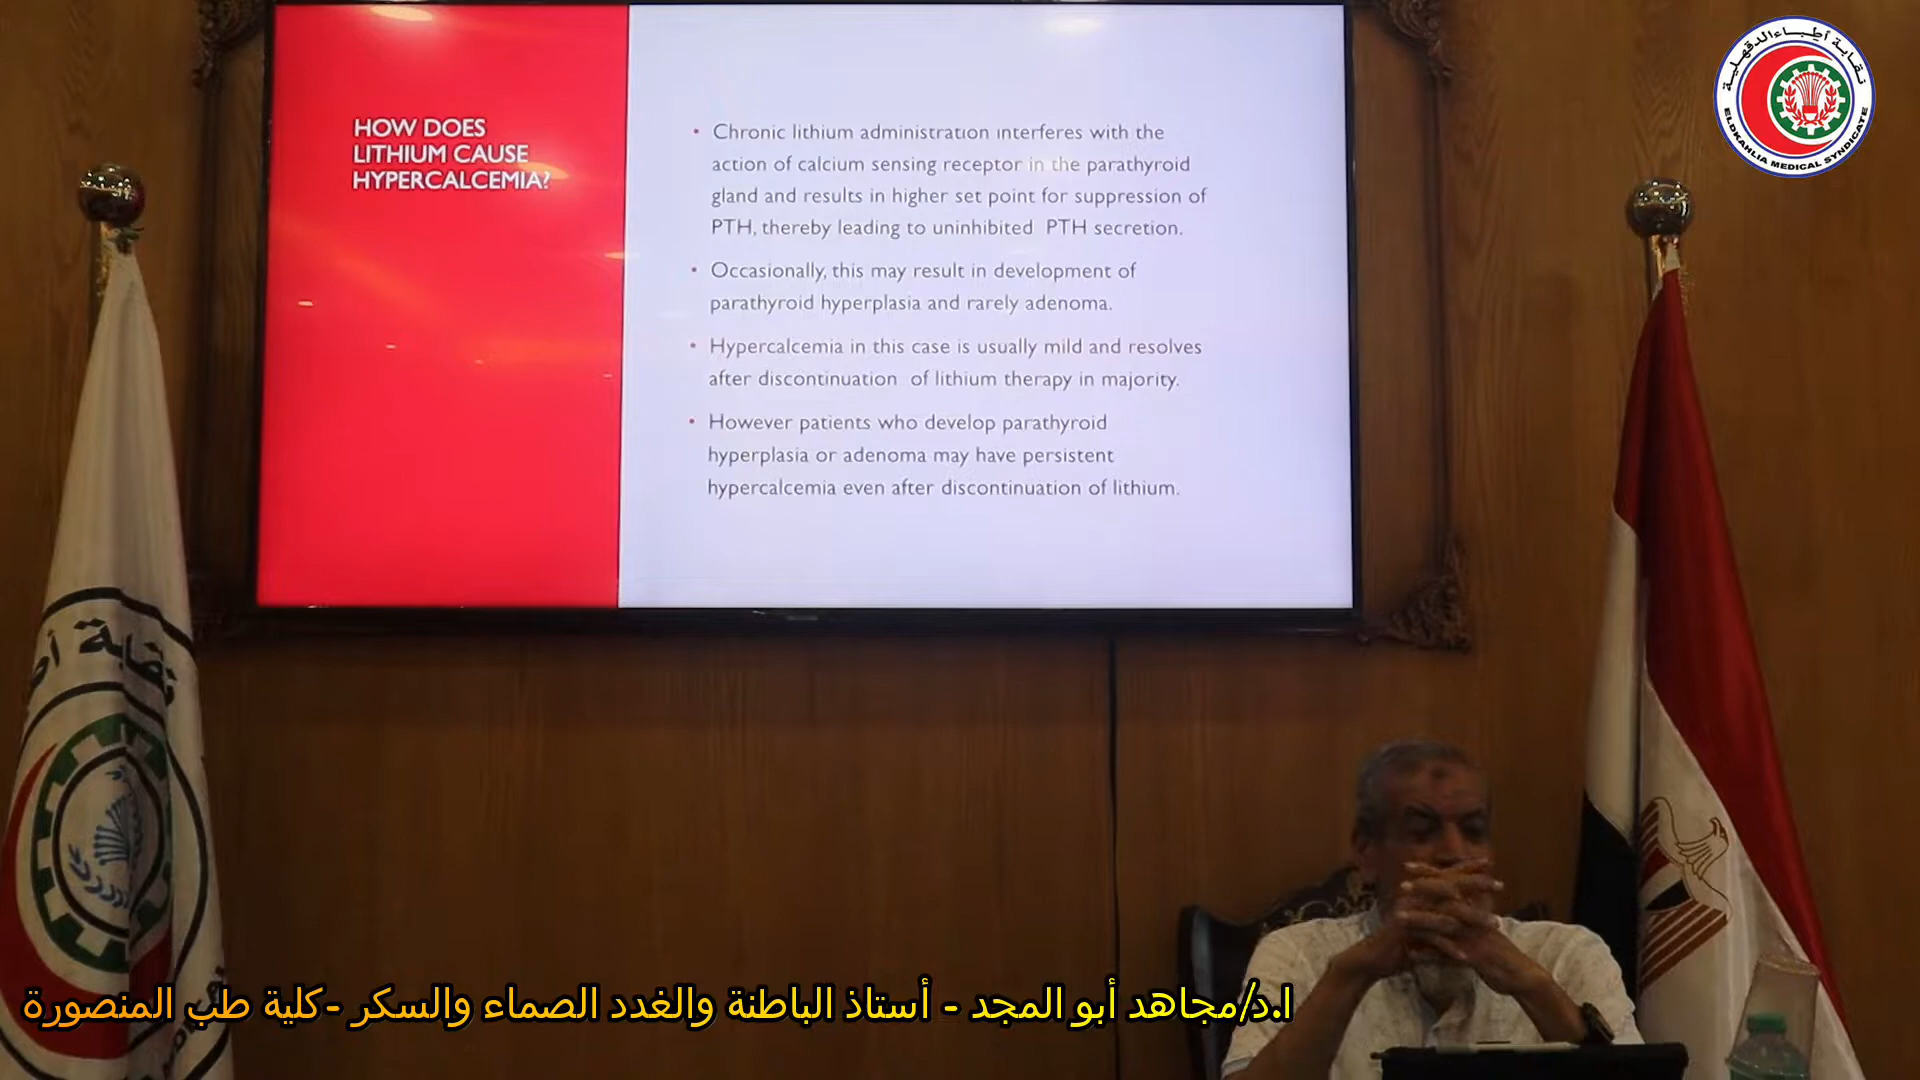 HOW DOES
LITHIUM CAUSE
HYPERCALCEMIA?
• Chronic lithium administration interferes with the
action of calcium sensing receptor in the parathyroid
gland and results in higher set point for suppression of
PTH, thereby leading to uninhibited PTH secretion.
• Occasionally, this may result in development of
parathyroid hyperplasia and rarely adenoma.
• Hypercalcemia in this case is usually mild and resolves
after discontinuation of lithium therapy in majority.
• However patients who develop parathyroid
hyperplasia or adenoma may have persistent
hypercalcemia even after discontinuation of lithium.
نقابة أطباء الدقهلية
ELDKAHLIA MEDICAL SYNDICATE
نقابة
ا.د/مجاهد أبو المجد - أستاذ الباطنة والغدد الصماء والسكر -كلية طب المنصورة